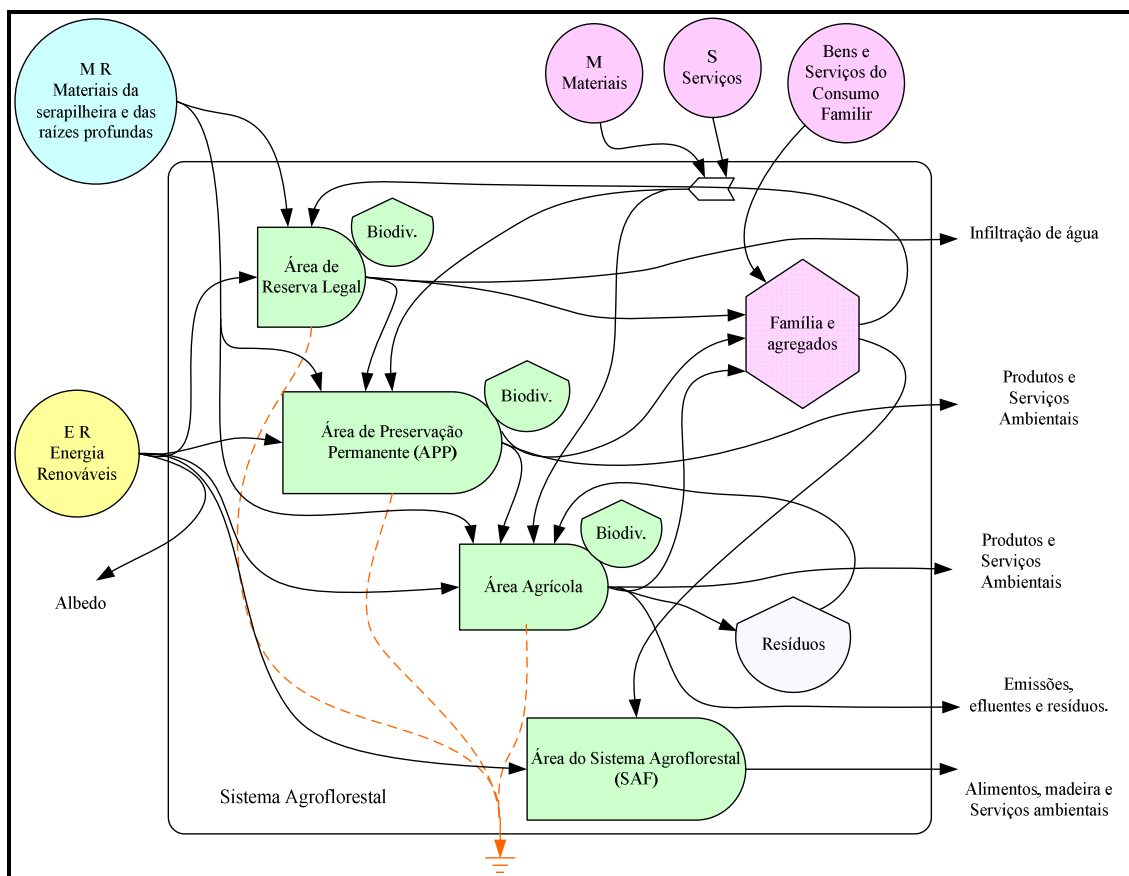 M R
Materiais da
serapilheira e das
raízes profundas
M
Materiais
S
Serviços
Bens e
Serviços do
Consumo
Familir
Biodiv.
Área de
Reserva Legal
Infiltração de água
Família e
agregados
Biodiv.
Produtos e
Serviços
Ambientais
E R
Energia
Renováveis
Área de Preservação
Permanente (APP)
Biodiv.
Produtos e
Serviços
Ambientais
Área Agrícola
Albedo
Resíduos
Emissões,
efluentes e resíduos.
Área do Sistema Agroflorestal
(SAF)
Sistema Agroflorestal
Alimentos, madeira e
Serviços ambientais